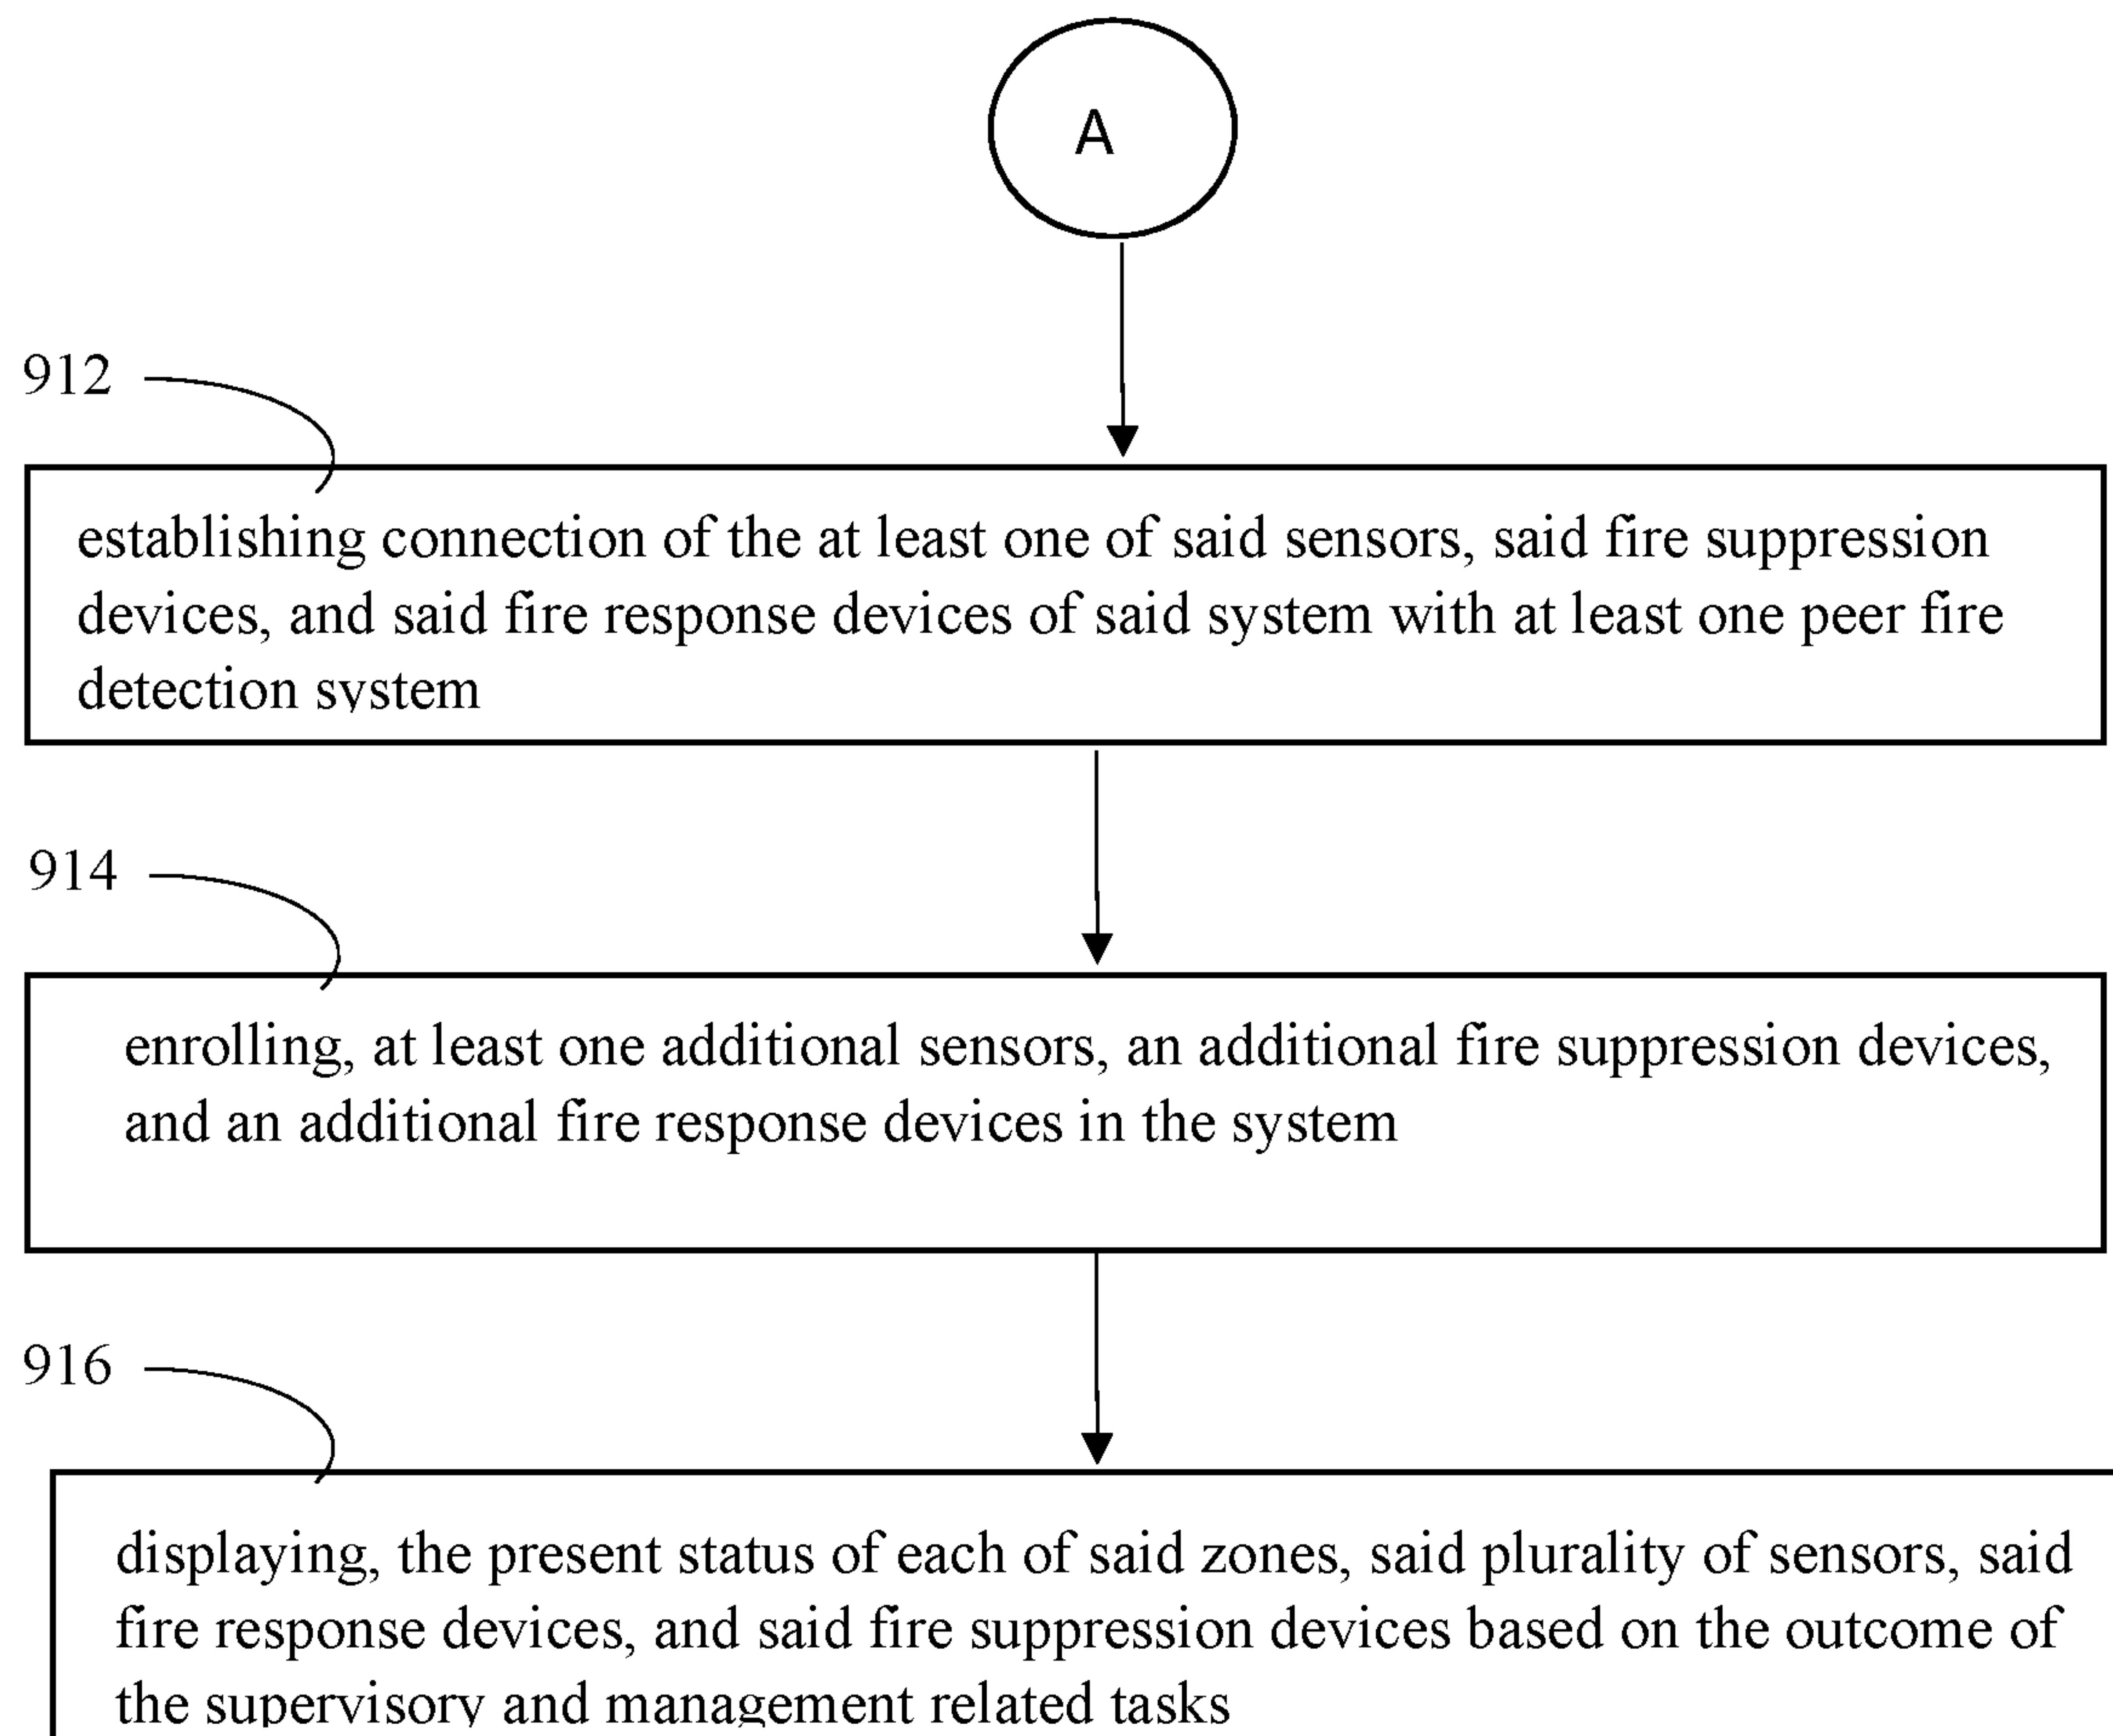 A
912
establishing connection of the at least one of said sensors, said fire suppression
devices, and said fire response devices of said system with at least one peer fire
detection system
914
enrolling, at least one additional sensors, an additional fire suppression devices,
and an additional fire response devices in the system
916
displaying, the present status of each of said zones, said plurality of sensors, said
fire response devices, and said fire suppression devices based on the outcome of
the supervisory and management related tasks